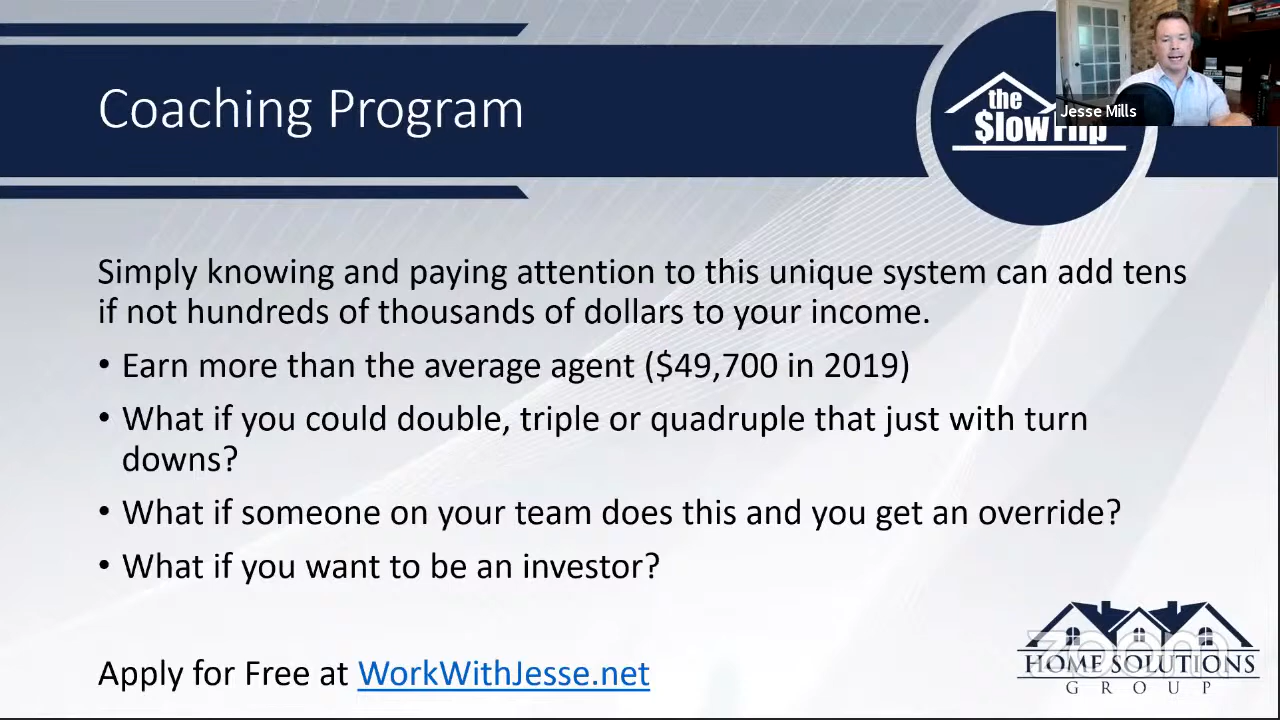 Coaching Program
the
$low Flip
Jesse Mills
Simply knowing and paying attention to this unique system can add tens
if not hundreds of thousands of dollars to your income.
• Earn more than the average agent ($49,700 in 2019)
• What if you could double, triple or quadruple that just with turn
downs?
• What if someone on your team does this and you get an override?
• What if you want to be an investor?
Apply for Free at WorkWithJesse.net
zoom
HOME SOLUTIONS
GROUP